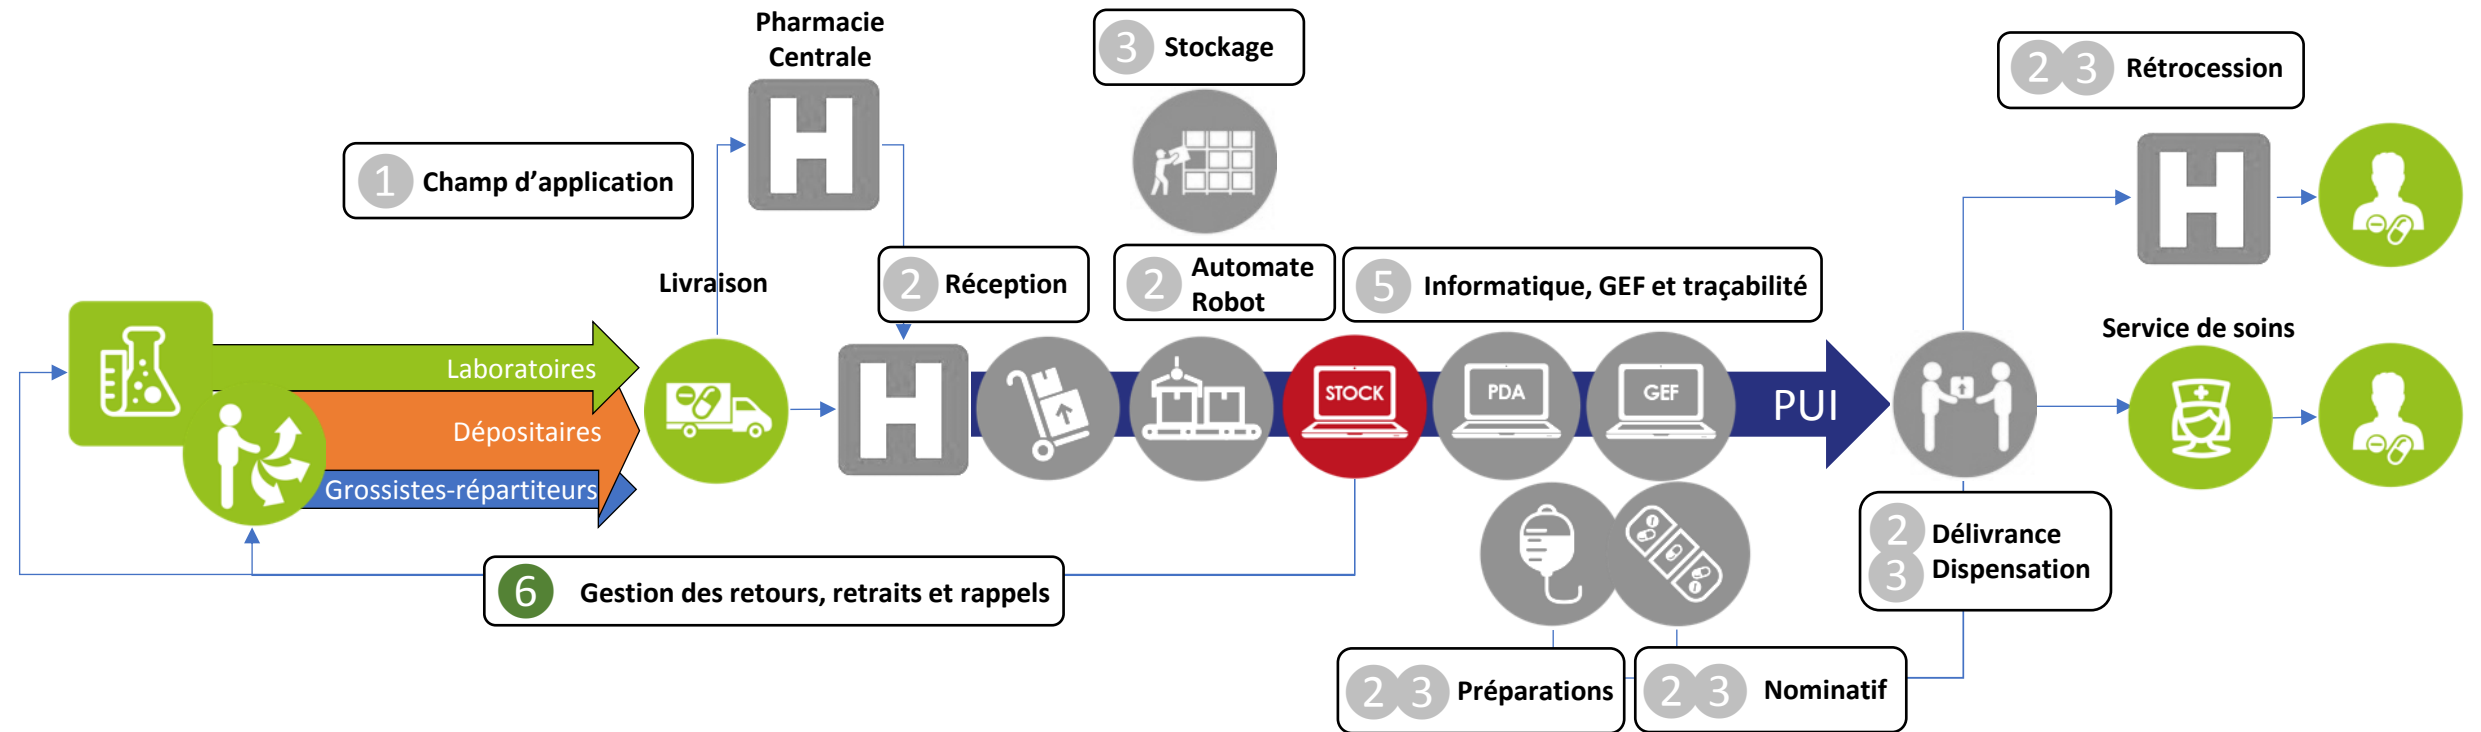 Pharmacie
Centrale
3 Stockage
2 3 Rétrocession
H
1 Champ d'application
H
Livraison
2 Réception
2 Automate
Robot
5 Informatique, GEF et traçabilité
Service de soins
Laboratoires
Dépositaires
Grossistes-répartiteurs
H
STOCK
PDA
GEF
PUI
2 Délivrance
3 Dispensation
6 Gestion des retours, retraits et rappels
2 3 Préparations
2 3 Nominatif